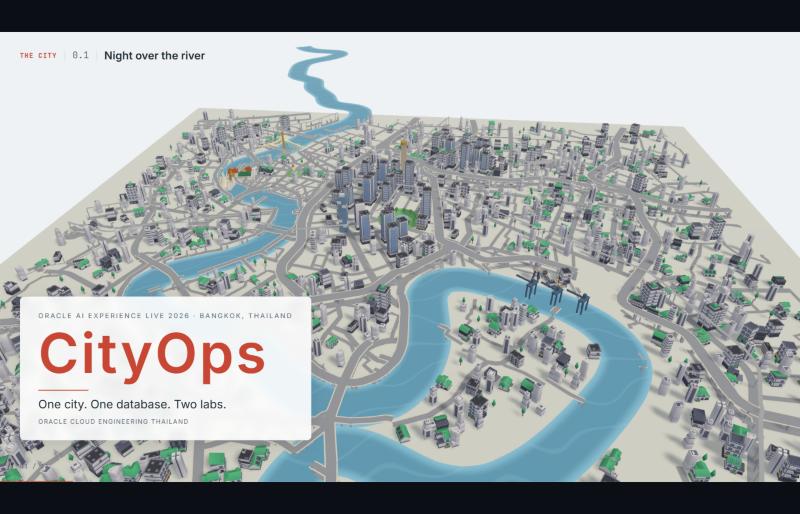 THE CITY | 0.1 | Night over the river
ORACLE AI EXPERIENCE LIVE 2026 · BANGKOK, THAILAND
CityOps
One city. One database. Two labs.
ORACLE CLOUD ENGINEERING THAILAND